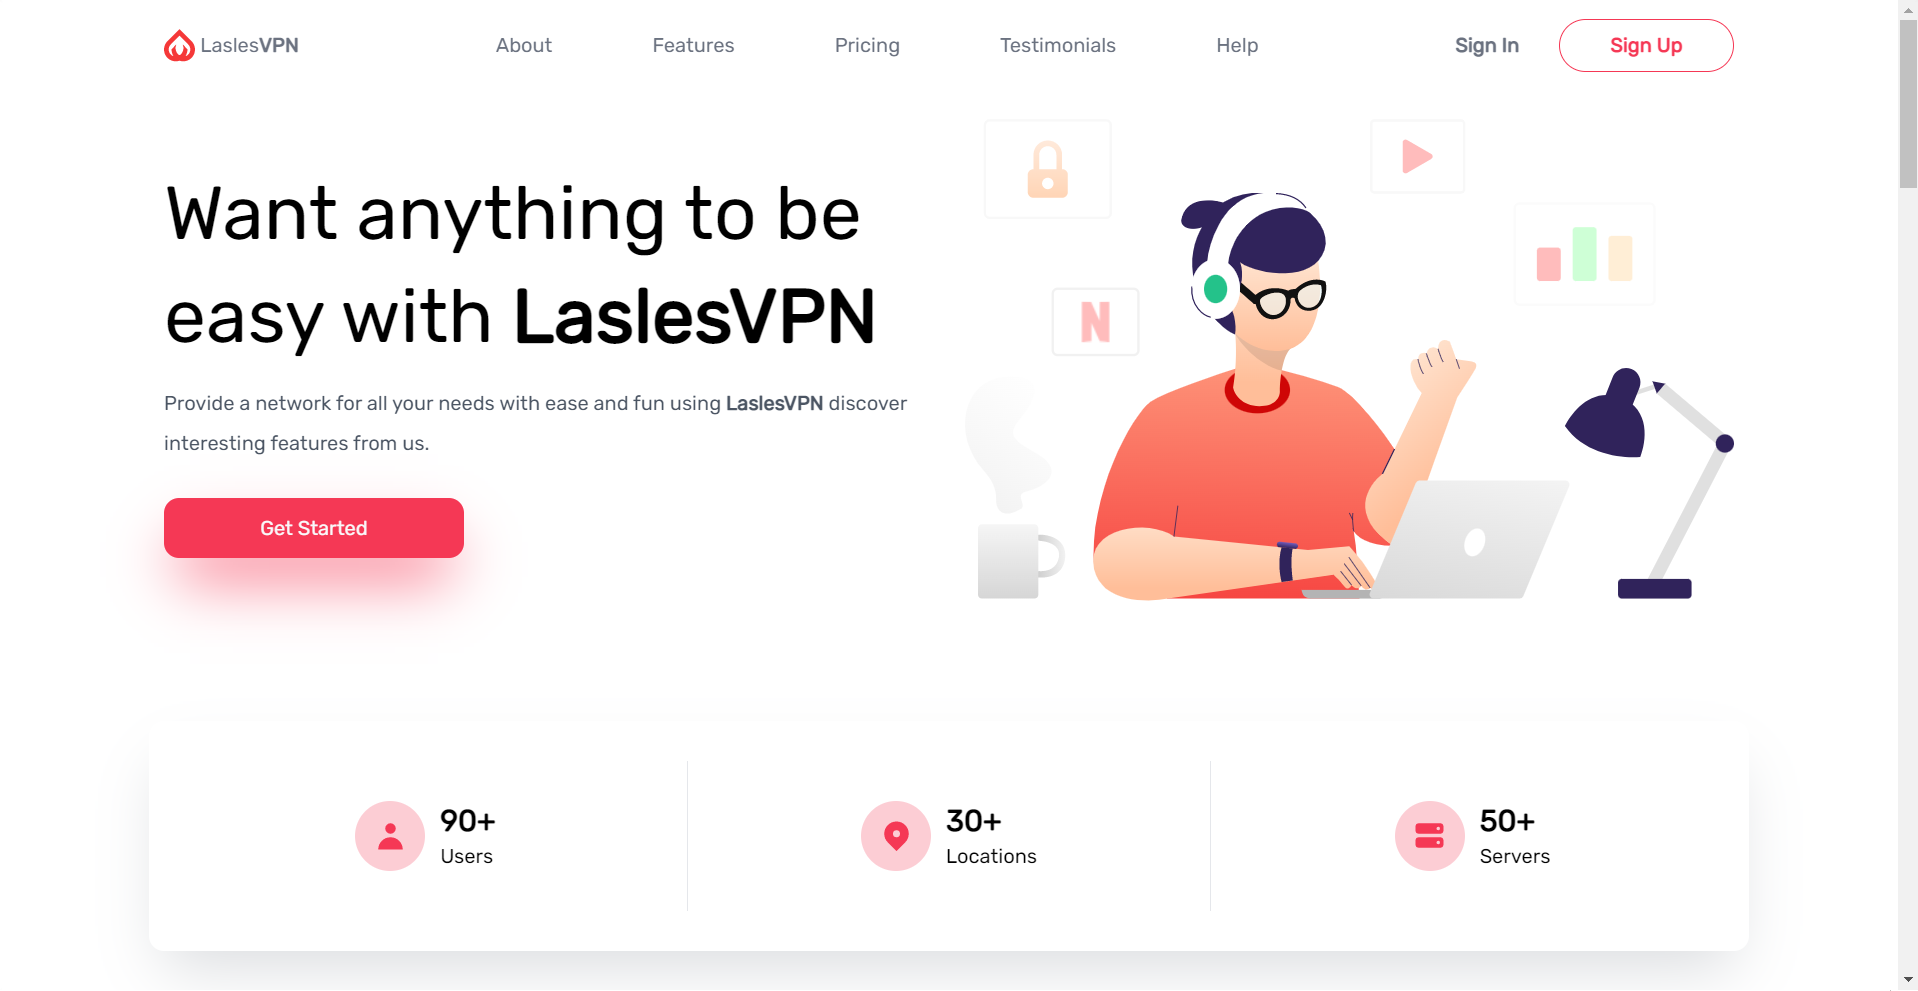 LaslesVPN
About
Features
Pricing
Testimonials
Help
Sign In
Sign Up
Want anything to be
easy with LaslesVPN
Provide a network for all your needs with ease and fun using LaslesVPN discover
interesting features from us.
Get Started
N
90+
Users
30+
Locations
50+
Servers